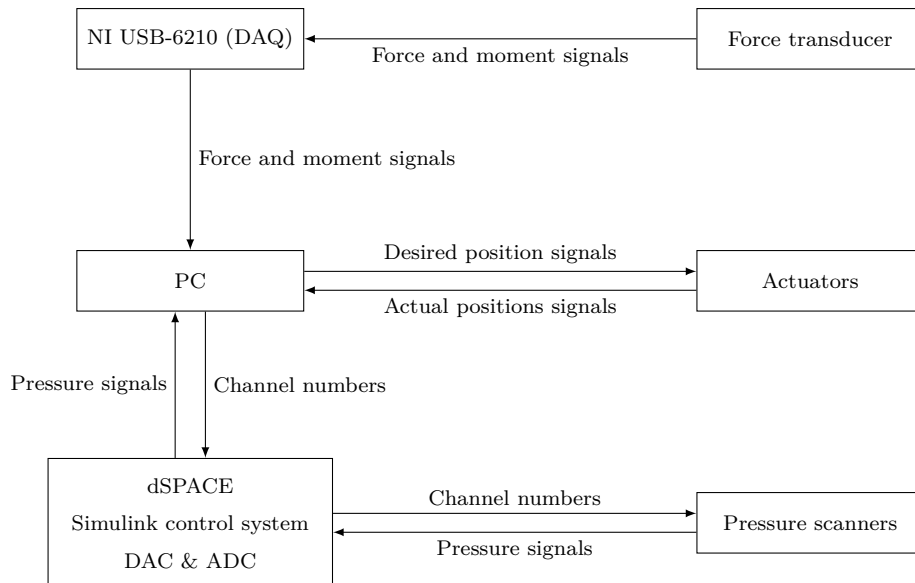 NI USB-6210 (DAQ)
Force transducer
Force and moment signals
Force and moment signals
Desired position signals
PC
Actuators
Actual positions signals
Pressure signals
Channel numbers
dSPACE
Simulink control system
DAC & ADC
Channel numbers
Pressure scanners
Pressure signals